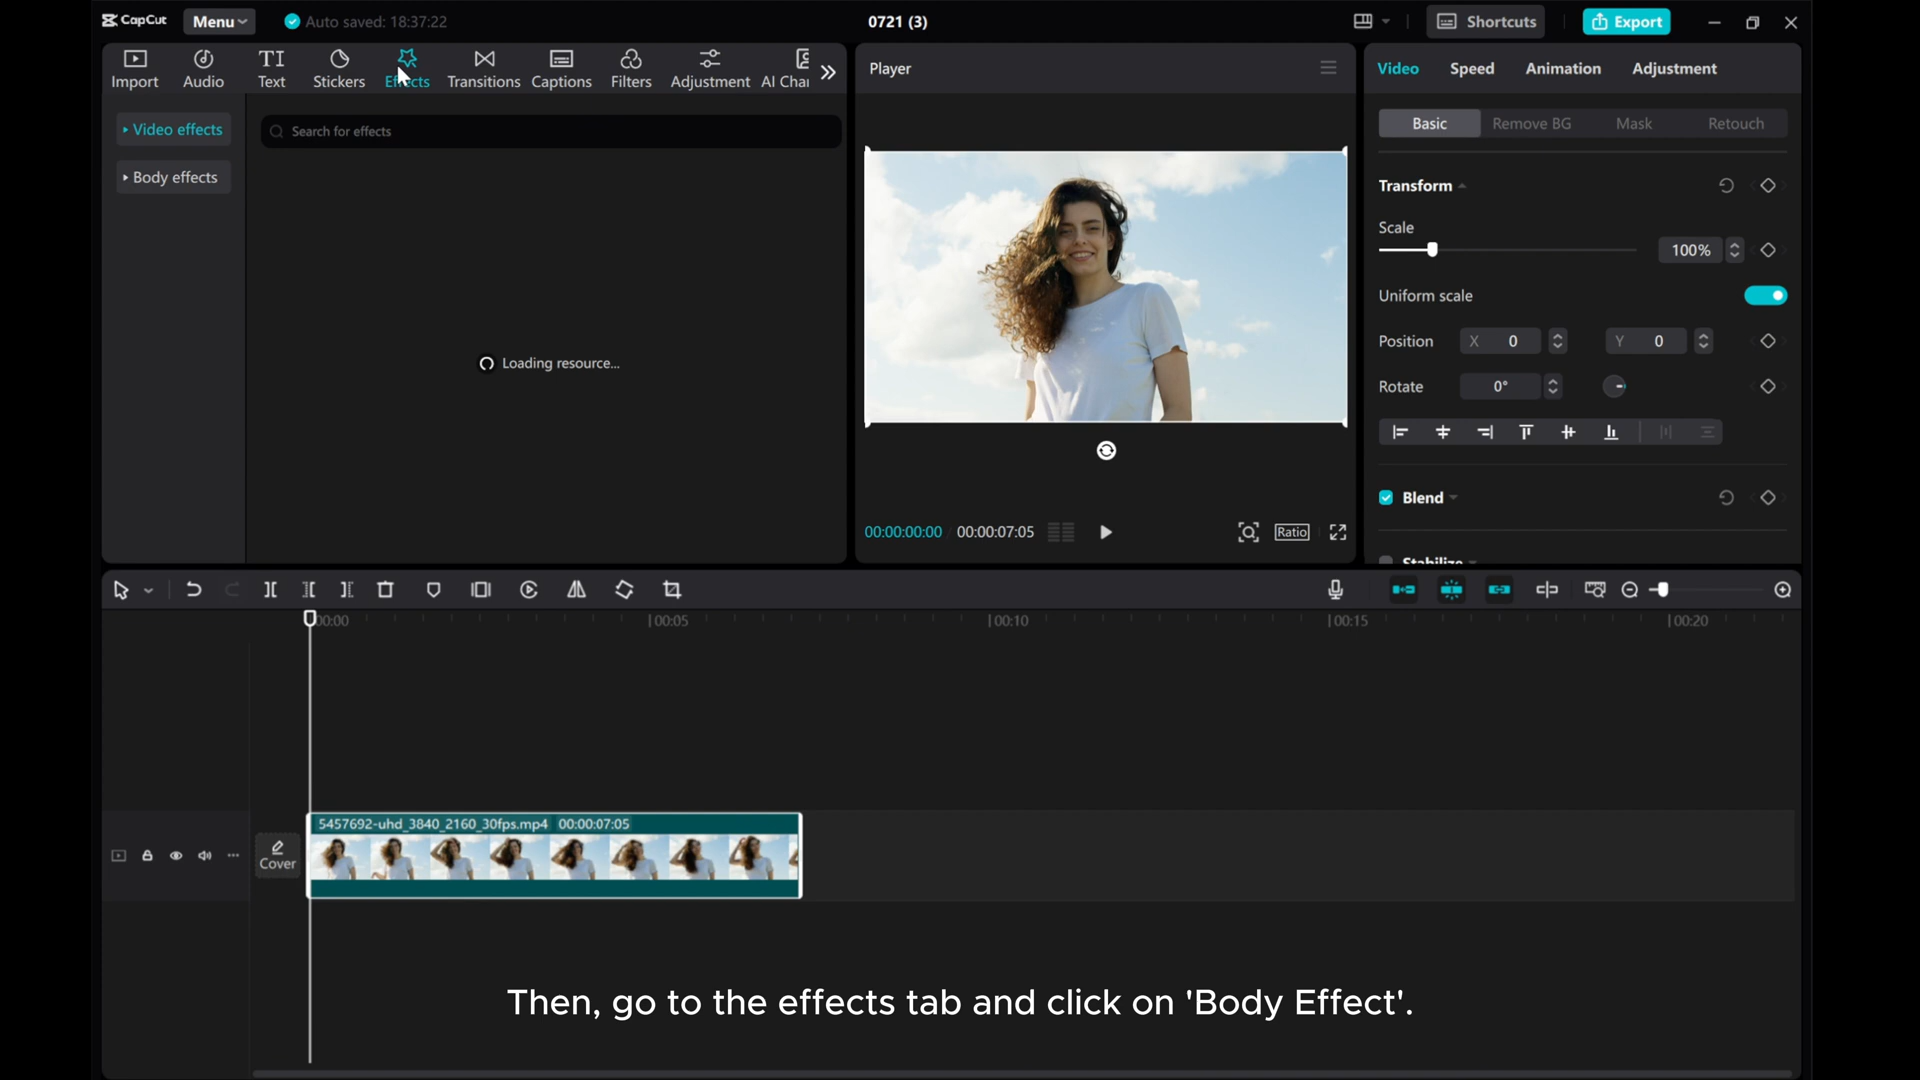 CapCut
Menu
Auto saved: 18:37:22
0721 (3)
Shortcuts
Export
Import
Audio
TI
Text
Stickers
Effects
Transitions
Captions
Filters
Adjustment
AI Char
Player
Video
Speed
Animation
Adjustment
Video effects
Body effects
Search for effects
Loading resource...
Basic
Remove BG
Mask
Retouch
Transform
Scale
100%
Uniform scale
Position
X 0
Y 0
Rotate
0°
Blend
Stabilize
00:00:00:00
00:00:07:05
Ratio
00:00
00:05
00:10
00:15
00:20
5457692-uhd_3840_2160_30fps.mp4 00:00:07:05
Cover
Then, go to the effects tab and click on 'Body Effect'.